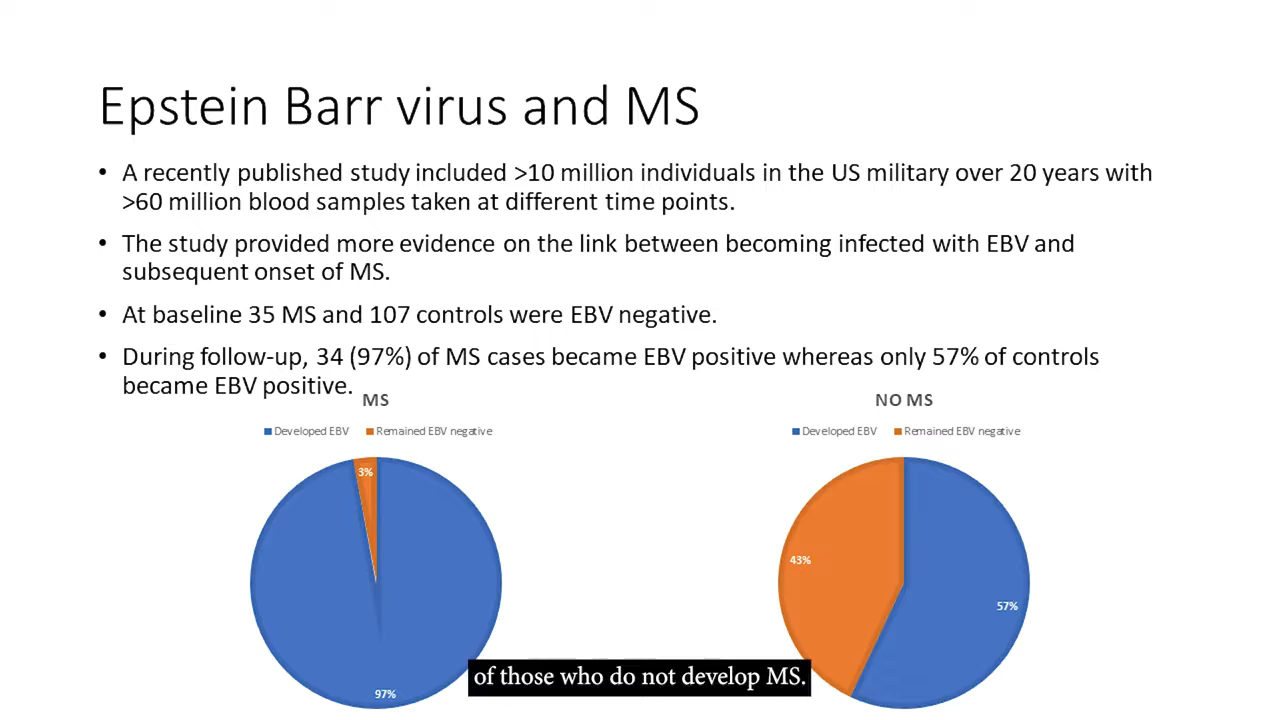 Epstein Barr virus and MS
• A recently published study included >10 million individuals in the US military over 20 years with
>60 million blood samples taken at different time points.
• The study provided more evidence on the link between becoming infected with EBV and
subsequent onset of MS.
• At baseline 35 MS and 107 controls were EBV negative.
• During follow-up, 34 (97%) of MS cases became EBV positive whereas only 57% of controls
became EBV positive.
MS
Developed EBV Remained EBV negative
3%
97%
NO MS
Developed EBV Remained EBV negative
43%
57%
of those who do not develop MS.